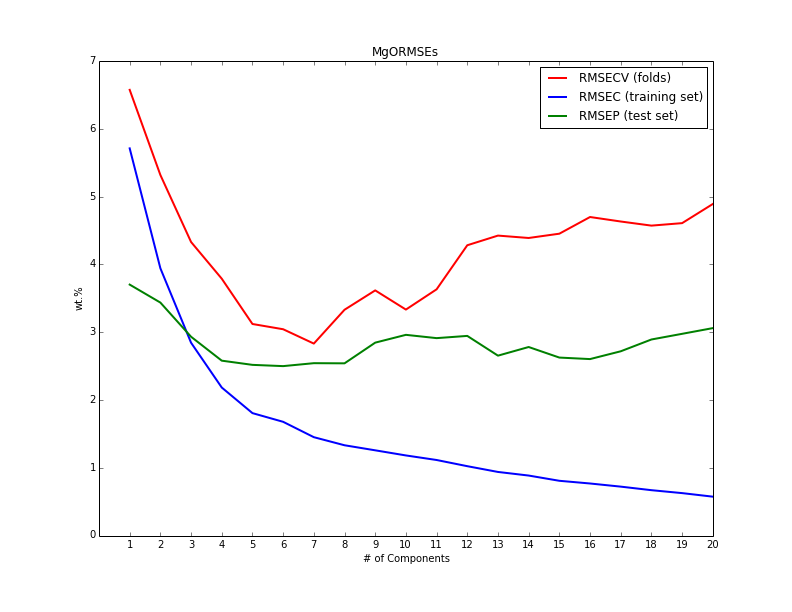 MgORMSEs
RMSECV (folds)
RMSEC (training set)
RMSEP (test set)
7
6
5
4
3
2
1
0
wt.%
1 2 3 4 5 6 7 8 9 10 11 12 13 14 15 16 17 18 19 20
# of Components